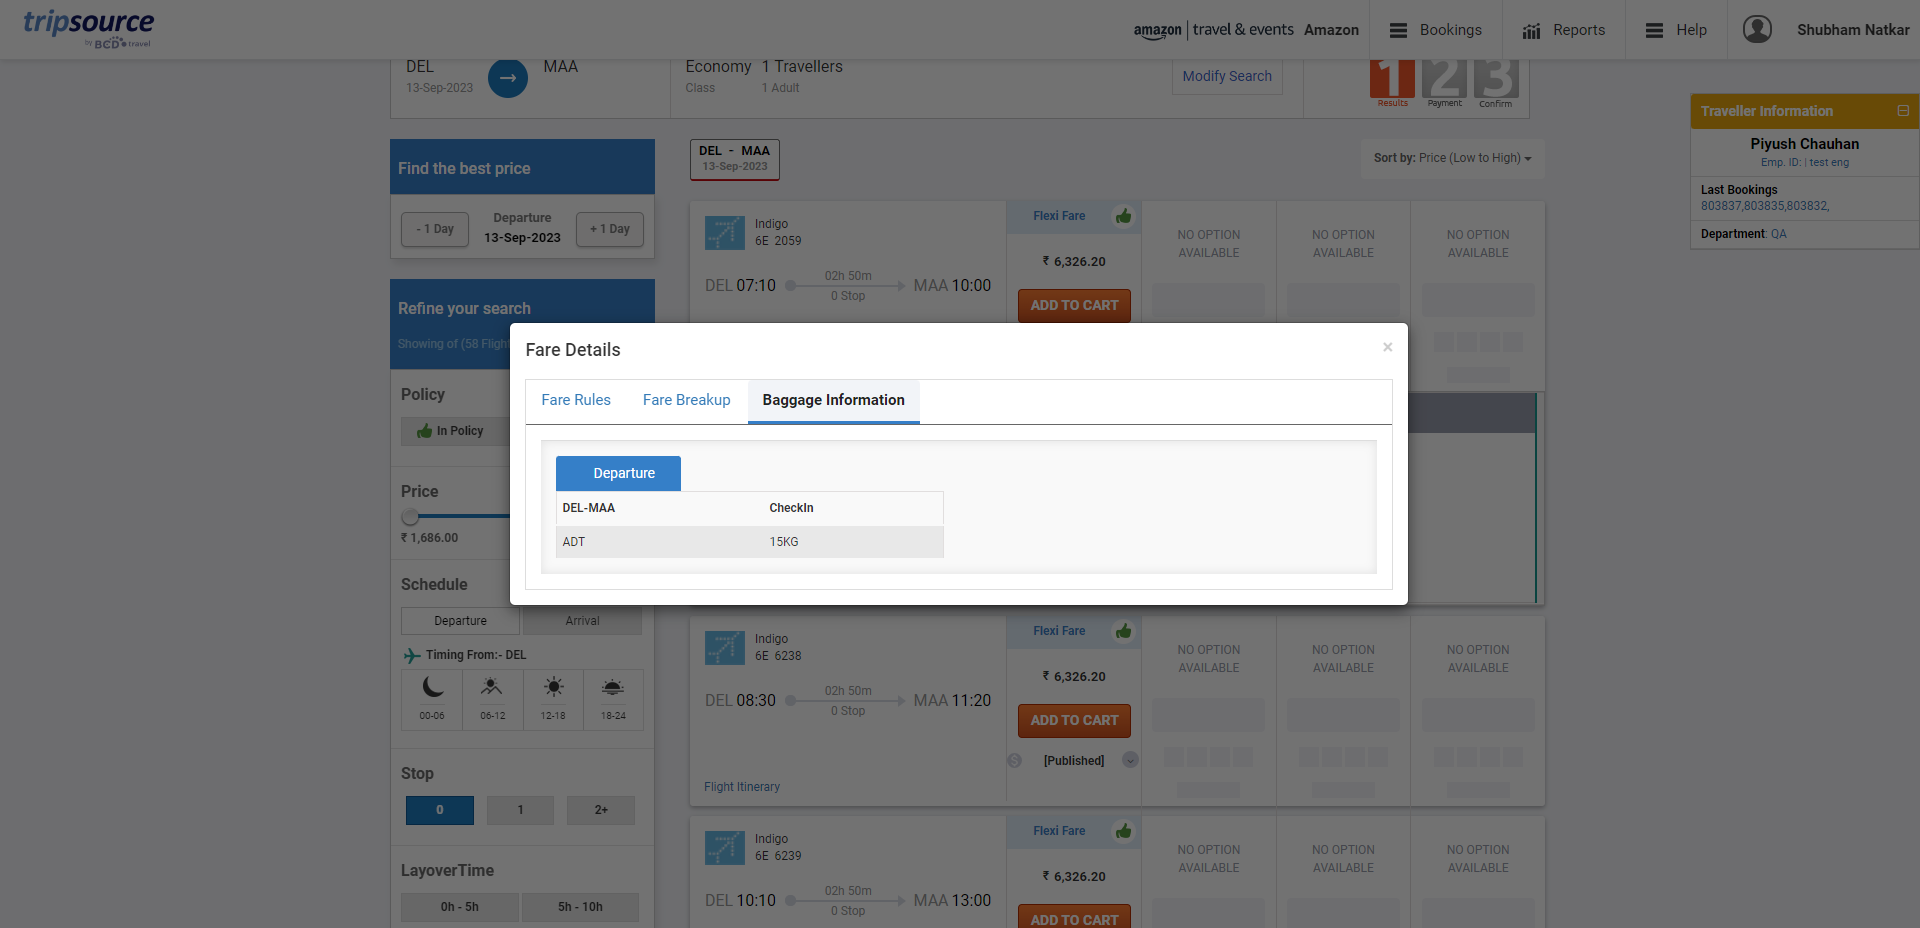 tripsource
by BCD travel
amazon | travel & events Amazon
Bookings
Reports
Help
Shubham Natkar
DEL
13-Sep-2023
MAA
Economy
Class
1 Travellers
1 Adult
Modify Search
1 2 3
Results Payment Confirm
Traveller Information
Piyush Chauhan
Emp. ID: | test eng
Last Bookings
803837,803835,803832,
Department: QA
Find the best price
- 1 Day
Departure
13-Sep-2023
+ 1 Day
Refine your search
Showing of (58 Flight
Policy
In Policy
Price
₹ 1,686.00
Schedule
Departure
Arrival
Timing From:- DEL
00-06
06-12
12-18
18-24
Stop
0
1
2+
LayoverTime
0h - 5h
5h - 10h
DEL - MAA
13-Sep-2023
Sort by: Price (Low to High)
Indigo
6E 2059
DEL 07:10
02h 50m
0 Stop
MAA 10:00
Flexi Fare
₹ 6,326.20
ADD TO CART
NO OPTION
AVAILABLE
NO OPTION
AVAILABLE
NO OPTION
AVAILABLE
Fare Details
×
Fare Rules
Fare Breakup
Baggage Information
Departure
DEL-MAA CheckIn
ADT 15KG
Indigo
6E 6238
DEL 08:30
02h 50m
0 Stop
MAA 11:20
Flight Itinerary
Flexi Fare
₹ 6,326.20
ADD TO CART
[Published]
NO OPTION
AVAILABLE
NO OPTION
AVAILABLE
NO OPTION
AVAILABLE
Indigo
6E 6239
DEL 10:10
02h 50m
0 Stop
MAA 13:00
Flexi Fare
₹ 6,326.20
ADD TO CART
NO OPTION
AVAILABLE
NO OPTION
AVAILABLE
NO OPTION
AVAILABLE